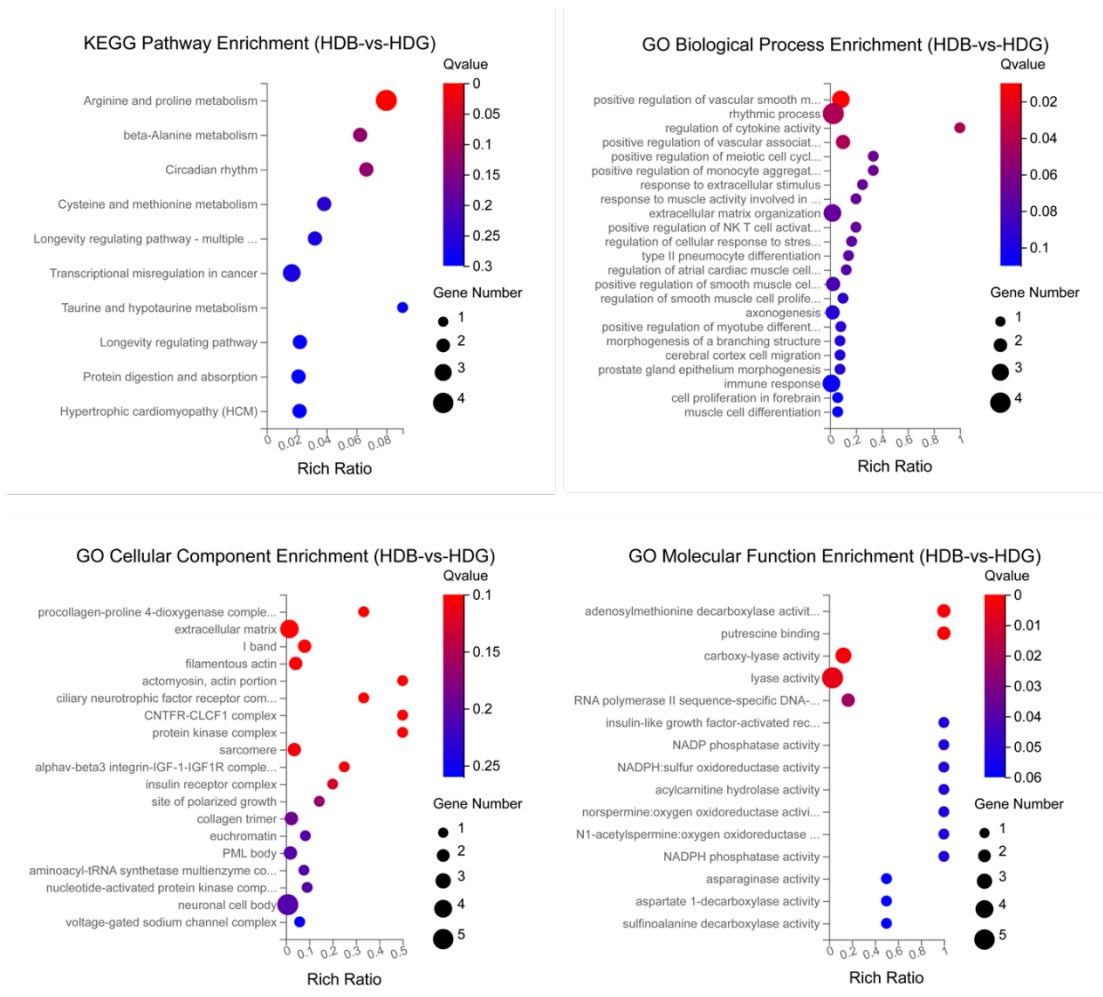 KEGG Pathway Enrichment (HDB-vs-HDG)
Qvalue
0
0.05
0.1
0.15
0.2
0.25
0.3
Arginine and proline metabolism
beta-Alanine metabolism
Circadian rhythm
Cysteine and methionine metabolism
Longevity regulating pathway - multiple ...
Transcriptional misregulation in cancer
Taurine and hypotaurine metabolism
Longevity regulating pathway
Protein digestion and absorption
Hypertrophic cardiomyopathy (HCM)
Gene Number
1
2
3
4
0 0.02 0.04 0.06 0.08
Rich Ratio
GO Biological Process Enrichment (HDB-vs-HDG)
Qvalue
0.02
0.04
0.06
0.08
0.1
positive regulation of vascular smooth m...
rhythmic process
regulation of cytokine activity
positive regulation of vascular associat...
positive regulation of meiotic cell cycl...
positive regulation of monocyte aggregat...
response to extracellular stimulus
response to muscle activity involved in ...
extracellular matrix organization
positive regulation of NK T cell activat...
regulation of cellular response to stres...
type II pneumocyte differentiation
regulation of atrial cardiac muscle cell...
positive regulation of smooth muscle cel...
regulation of smooth muscle cell prolife...
axonogenesis
positive regulation of myotube different...
morphogenesis of a branching structure
cerebral cortex cell migration
prostate gland epithelium morphogenesis
immune response
cell proliferation in forebrain
muscle cell differentiation
Gene Number
1
2
3
4
0 0.2 0.4 0.6 0.8 1
Rich Ratio
GO Cellular Component Enrichment (HDB-vs-HDG)
Qvalue
0.1
0.15
0.2
0.25
procollagen-proline 4-dioxygenase comple...
extracellular matrix
I band
filamentous actin
actomyosin, actin portion
ciliary neurotrophic factor receptor com...
CNTFR-CLCF1 complex
protein kinase complex
sarcomere
alphav-beta3 integrin-IGF-1-IGF1R comple...
insulin receptor complex
site of polarized growth
collagen trimer
euchromatin
PML body
aminoacyl-tRNA synthetase multienzyme co...
nucleotide-activated protein kinase comp...
neuronal cell body
voltage-gated sodium channel complex
Gene Number
1
2
3
4
5
0 0.1 0.2 0.3 0.4 0.5
Rich Ratio
GO Molecular Function Enrichment (HDB-vs-HDG)
Qvalue
0
0.01
0.02
0.03
0.04
0.05
0.06
adenosylmethionine decarboxylase activit...
putrescine binding
carboxy-lyase activity
lyase activity
RNA polymerase II sequence-specific DNA-...
insulin-like growth factor-activated rec...
NADP phosphatase activity
NADPH:sulfur oxidoreductase activity
acylcarnitine hydrolase activity
norspermine:oxygen oxidoreductase activi...
N1-acetylspermine:oxygen oxidoreductase ...
NADPH phosphatase activity
asparaginase activity
aspartate 1-decarboxylase activity
sulfinoalanine decarboxylase activity
Gene Number
1
2
3
4
5
0 0.2 0.4 0.6 0.8 1
Rich Ratio